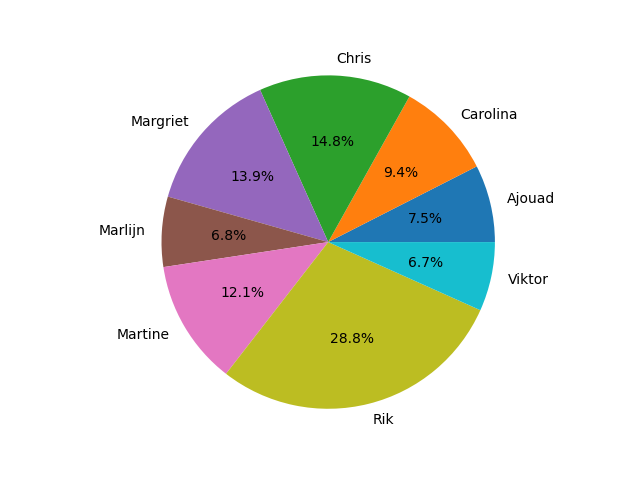 Chris
Carolina
Margriet
Ajouad
Marlijn
Viktor
Martine
Rik
14.8%
9.4%
13.9%
7.5%
6.8%
6.7%
12.1%
28.8%